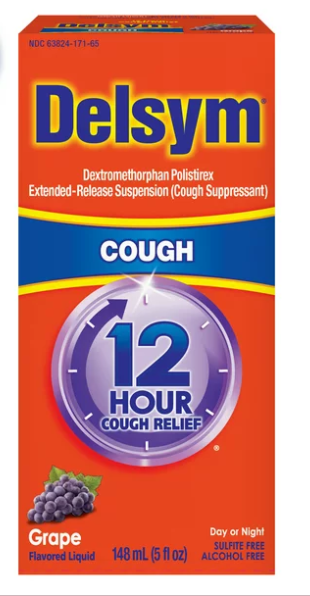 Grape
NDC 63824-171-65
Delsym®
Dextromethorphan Polistirex
Extended-Release Suspension (Cough Suppressant)
COUGH
12
HOUR
COUGH RELIEF
®
Grape
Flavored Liquid
148 mL (5 fl oz)
Day or Night
SULFITE FREE
ALCOHOL FREE